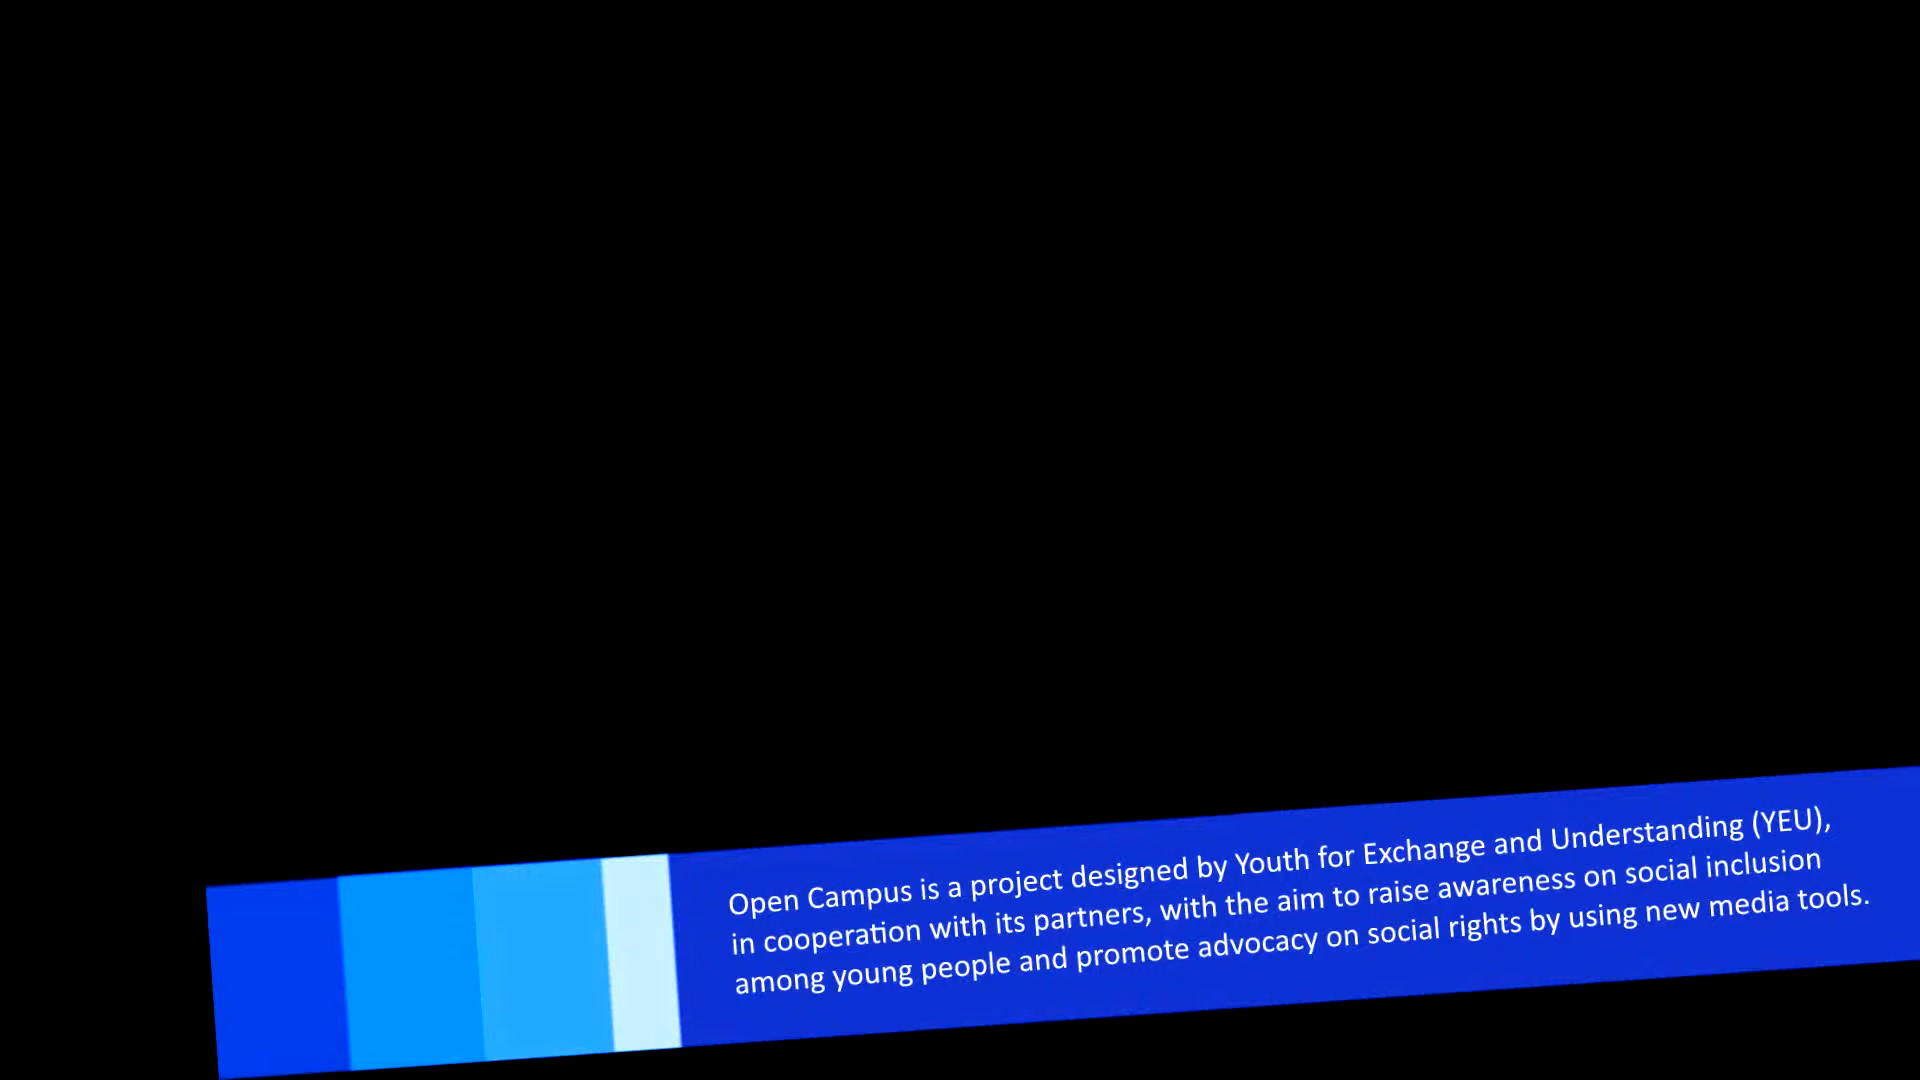 Open Campus is a project designed by Youth for Exchange and Understanding (YEU),
in cooperation with its partners, with the aim to raise awareness on social inclusion
among young people and promote advocacy on social rights by using new media tools.